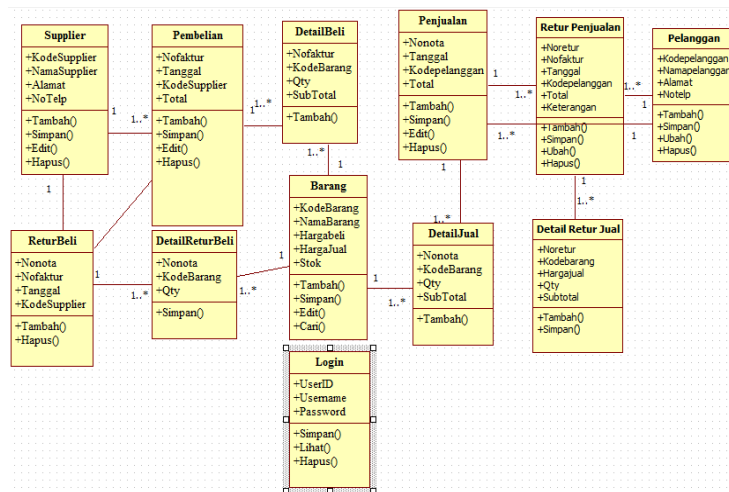 Supplier
+KodeSupplier
+NamaSupplier
+Alamat
+NoTelp
+Tambah()
+Simpan()
+Edit()
+Hapus()
Pembelian
+Nofaktur
+Tanggal
+KodeSupplier
+Total
+Tambah()
+Simpan()
+Edit()
+Hapus()
DetailBeli
+Nofaktur
+KodeBarang
+Qty
+SubTotal
+Tambah()
Penjualan
+Nonota
+Tanggal
+Kodepelanggan
+Total
+Tambah()
+Simpan()
+Edit()
+Hapus()
Retur Penjualan
+Noretur
+Nofaktur
+Tanggal
+Kodepelanggan
+Total
+Keterangan
+Tambah()
+Simpan()
+Ubah()
+Hapus()
Pelanggan
+Kodepelanggan
+Namapelanggan
+Alamat
+Notelp
+Tambah()
+Simpan()
+Ubah()
+Hapus()
1
1..*
1
1..*
1
1..*
1..*
1
1..*
1
1
1..*
1
1
1..*
1
1..*
ReturBeli
+Nonota
+Nofaktur
+Tanggal
+KodeSupplier
+Tambah()
+Hapus()
1
1..*
DetailReturBeli
+Nonota
+KodeBarang
+Qty
+Simpan()
1
1..*
Barang
+KodeBarang
+NamaBarang
+Hargabeli
+HargaJual
+Stok
+Tambah()
+Simpan()
+Edit()
+Cari()
1
1..*
DetailJual
+Nonota
+KodeBarang
+Qty
+SubTotal
+Tambah()
Detail Retur Jual
+Noretur
+Kodebarang
+Hargajual
+Qty
+Subtotal
+Tambah()
+Simpan()
Login
+UserID
+Username
+Password
+Simpan()
+Lihat()
+Hapus()